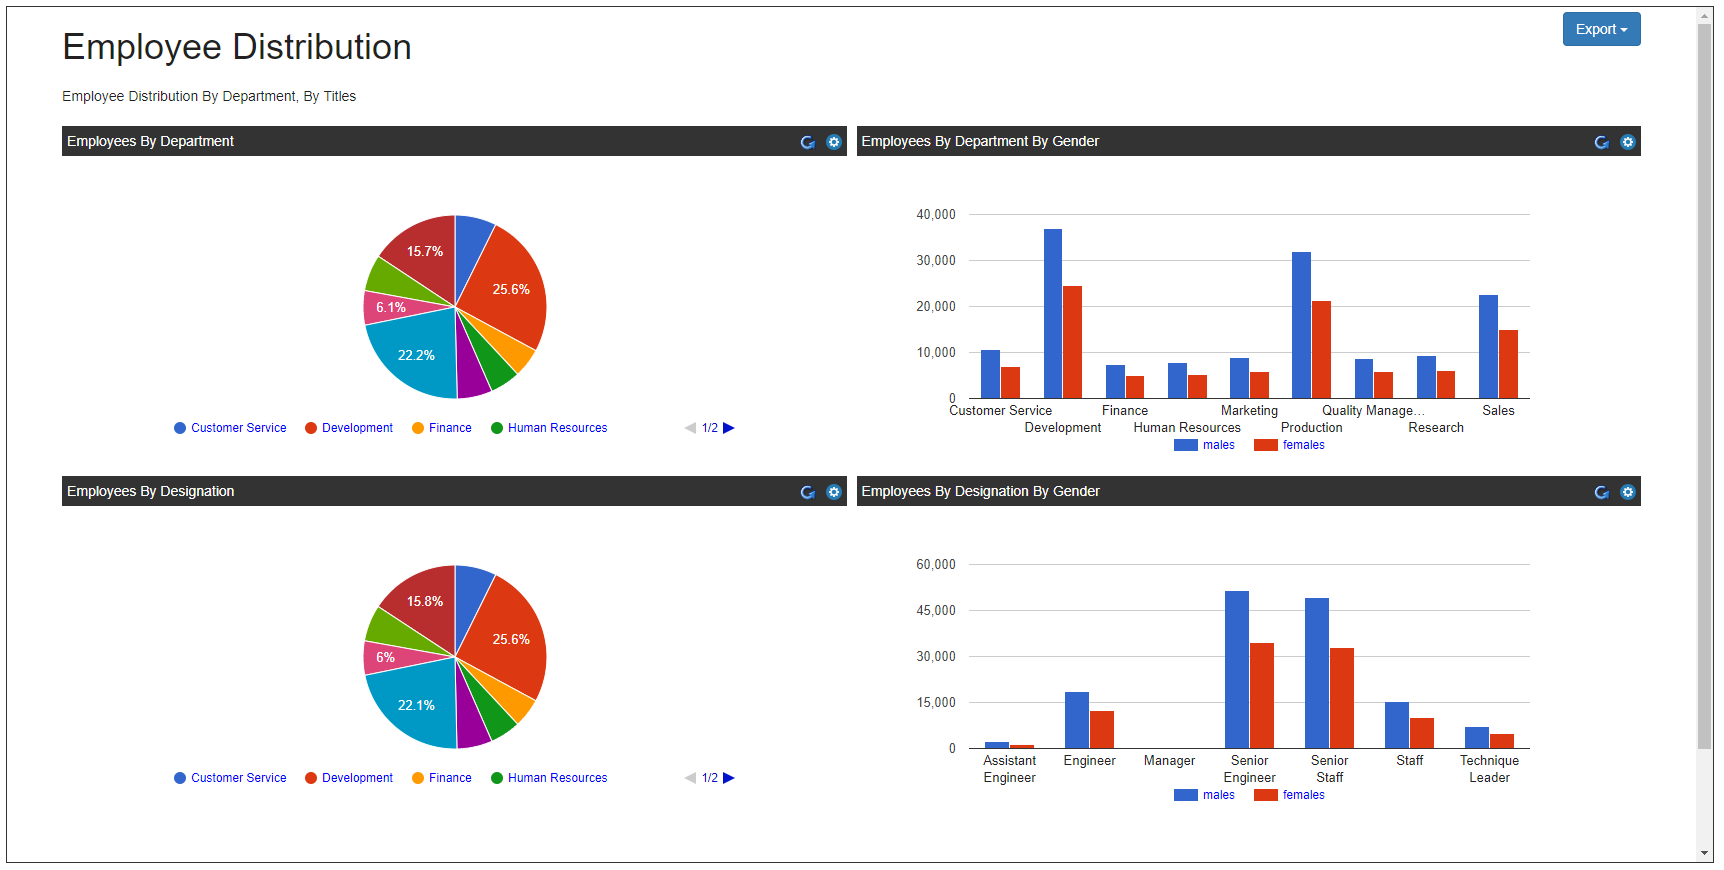 Export
Employee Distribution
Employee Distribution By Department, By Titles
Employees By Department
15.7%
25.6%
6.1%
22.2%
Customer Service Development Finance Human Resources 1/2
Employees By Department By Gender
40,000
30,000
20,000
10,000
0
Customer Service Finance Marketing Quality Manage... Sales
Development Human Resources Production Research
males females
Employees By Designation
15.8%
25.6%
6%
22.1%
Customer Service Development Finance Human Resources 1/2
Employees By Designation By Gender
60,000
45,000
30,000
15,000
0
Assistant Engineer Manager Senior Senior Staff Technique
Engineer Engineer Staff Leader
males females